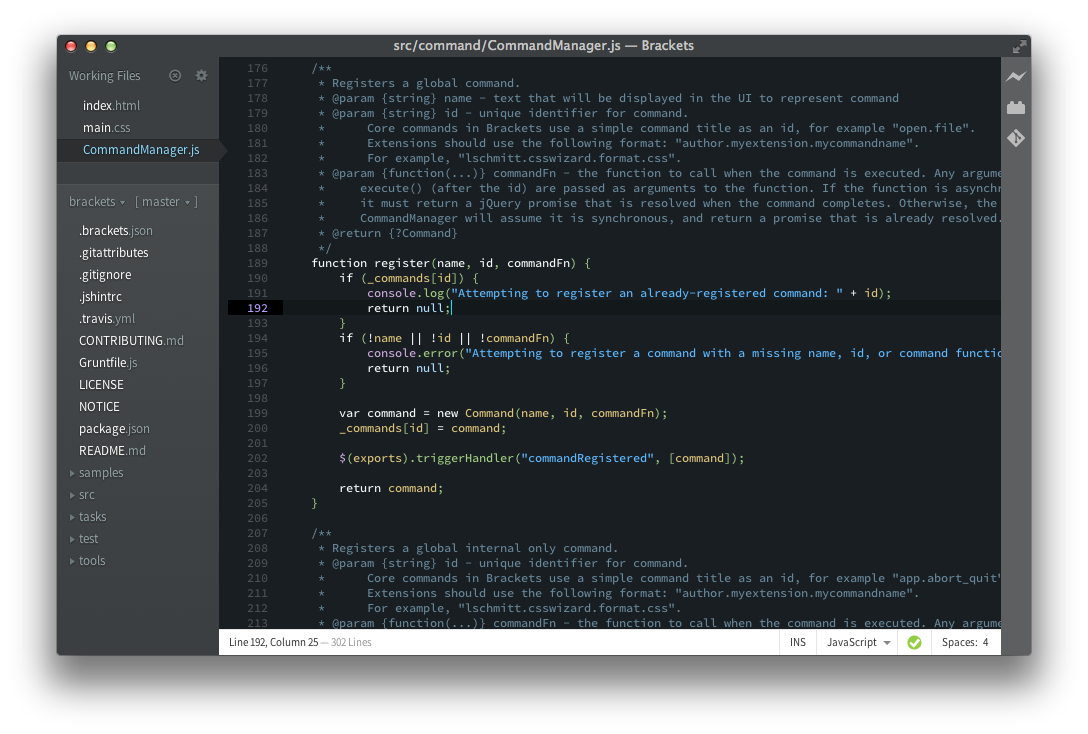 src/command/CommandManager.js — Brackets
Working Files
index.html
main.css
CommandManager.js
brackets [ master ]
.brackets.json
.gitattributes
.gitignore
.jshintrc
.travis.yml
CONTRIBUTING.md
Gruntfile.js
LICENSE
NOTICE
package.json
README.md
samples
src
tasks
test
tools
176 /**
177 * Registers a global command.
178 * @param {string} name - text that will be displayed in the UI to represent command
179 * @param {string} id - unique identifier for command.
180 * Core commands in Brackets use a simple command title as an id, for example "open.file".
181 * Extensions should use the following format: "author.myextension.mycommandname".
182 * For example, "lschmitt.csswizard.format.css".
183 * @param {function(...)} commandFn - the function to call when the command is executed. Any argume
184 * execute() (after the id) are passed as arguments to the function. If the function is asynchr
185 * it must return a jQuery promise that is resolved when the command completes. Otherwise, the
186 * CommandManager will assume it is synchronous, and return a promise that is already resolved.
187 * @return {?Command}
188 */
189 function register(name, id, commandFn) {
190 if (_commands[id]) {
191 console.log("Attempting to register an already-registered command: " + id);
192 return null;
193 }
194 if (!name || !id || !commandFn) {
195 console.error("Attempting to register a command with a missing name, id, or command functio
196 return null;
197 }
198
199 var command = new Command(name, id, commandFn);
200 _commands[id] = command;
201
202 $(exports).triggerHandler("commandRegistered", [command]);
203
204 return command;
205 }
206
207 /**
208 * Registers a global internal only command.
209 * @param {string} id - unique identifier for command.
210 * Core commands in Brackets use a simple command title as an id, for example "app.abort_quit"
211 * Extensions should use the following format: "author.myextension.mycommandname".
212 * For example, "lschmitt.csswizard.format.css".
213 * @param {function(...)} commandFn - the function to call when the command is executed. Any argume
Line 192, Column 25 — 302 Lines
INS JavaScript Spaces: 4